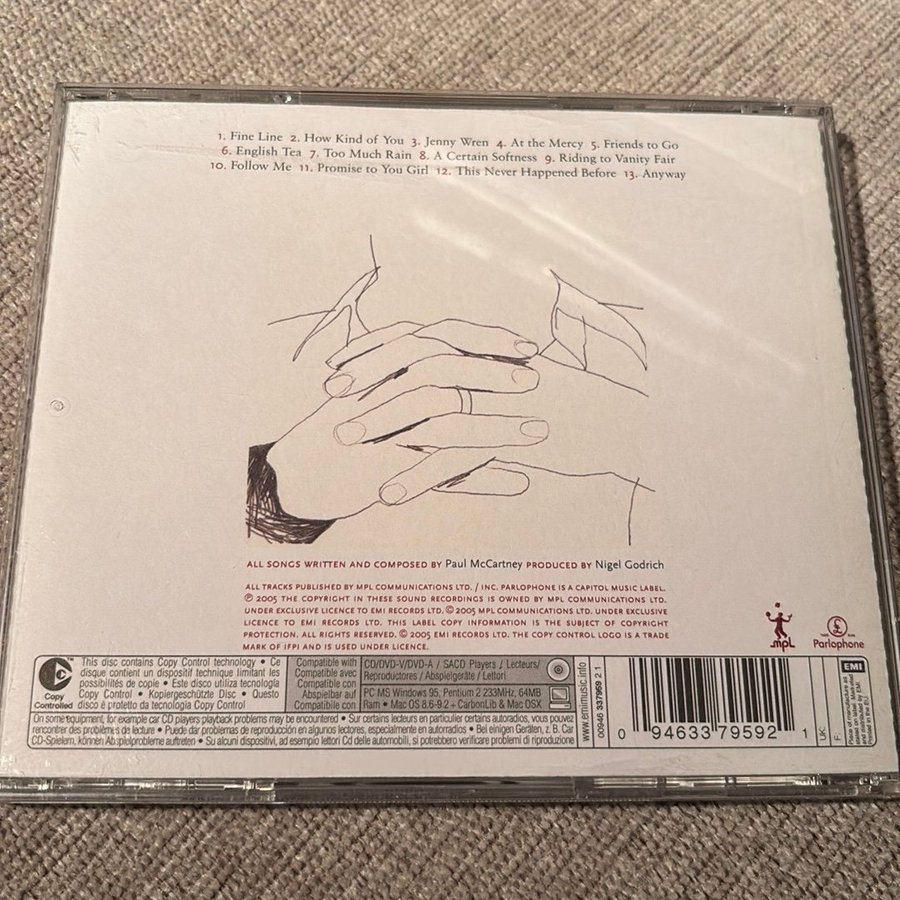 1. Fine Line 2. How Kind of You 3. Jenny Wren 4. At the Mercy 5. Friends to Go
6. English Tea 7. Too Much Rain 8. A Certain Softness 9. Riding to Vanity Fair
10. Follow Me 11. Promise to You Girl 12. This Never Happened Before 13. Anyway
ALL SONGS WRITTEN AND COMPOSED BY Paul McCartney PRODUCED BY Nigel Godrich
ALL TRACKS PUBLISHED BY MPL COMMUNICATIONS LTD. / INC. PARLOPHONE IS A CAPITOL MUSIC LABEL.
℗ 2005 THE COPYRIGHT IN THESE SOUND RECORDINGS IS OWNED BY MPL COMMUNICATIONS LTD.
UNDER EXCLUSIVE LICENCE TO EMI RECORDS LTD. © 2005 MPL COMMUNICATIONS LTD. UNDER EXCLUSIVE
LICENCE TO EMI RECORDS LTD. THIS LABEL COPY INFORMATION IS THE SUBJECT OF COPYRIGHT
PROTECTION. ALL RIGHTS RESERVED. © 2005 EMI RECORDS LTD. THE COPY CONTROL LOGO IS A TRADE
MARK OF IFPI AND IS USED UNDER LICENCE.
MPL
£
Parlophone
Copy
Controlled
This disc contains Copy Control technology • Ce
disque contient un dispositif technique limitant les
possibilités de copie • Este disco utiliza tecnologia
Copy Control • Kopiergeschützte Disc • Questo
disco è protetto da tecnologia Copy Control
Compatible with
Compatible avec
Compatible con
Abspielbar auf
Compatibile con
CD/DVD-V/DVD-A / SACD Players / Lecteurs/
Reproductores / Abspielgeräte / Lettori
PC MS Windows 95, Pentium 2 233MHz, 64MB
Ram • Mac OS 8.6-9.2 + CarbonLib & Mac OSX
On some equipment, for example car CD players playback problems may be encountered • Sur certains lecteurs en particulier certains autoradios, vous pouvez
rencontrer des problèmes de lecture • Puede dar problemas de reproducción en algunos lectores, especialmente en autoradios • Bei einigen Geräten, z. B. Car
CD-Spielern, können Abspielprobleme auftreten • Su alcuni dispositivi, ad esempio lettori Cd delle automobili, si potrebbero verificare problemi di riproduzione
www.emimusic.info
00946 3379592 1
0 94633 79592 1
UK:
F:
EMI